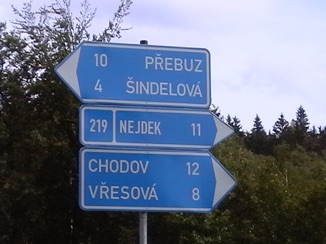 10 PŘEBUZ
4 ŠINDELOVÁ
219 NEJDEK 11
CHODOV 12
VŘESOVÁ 8